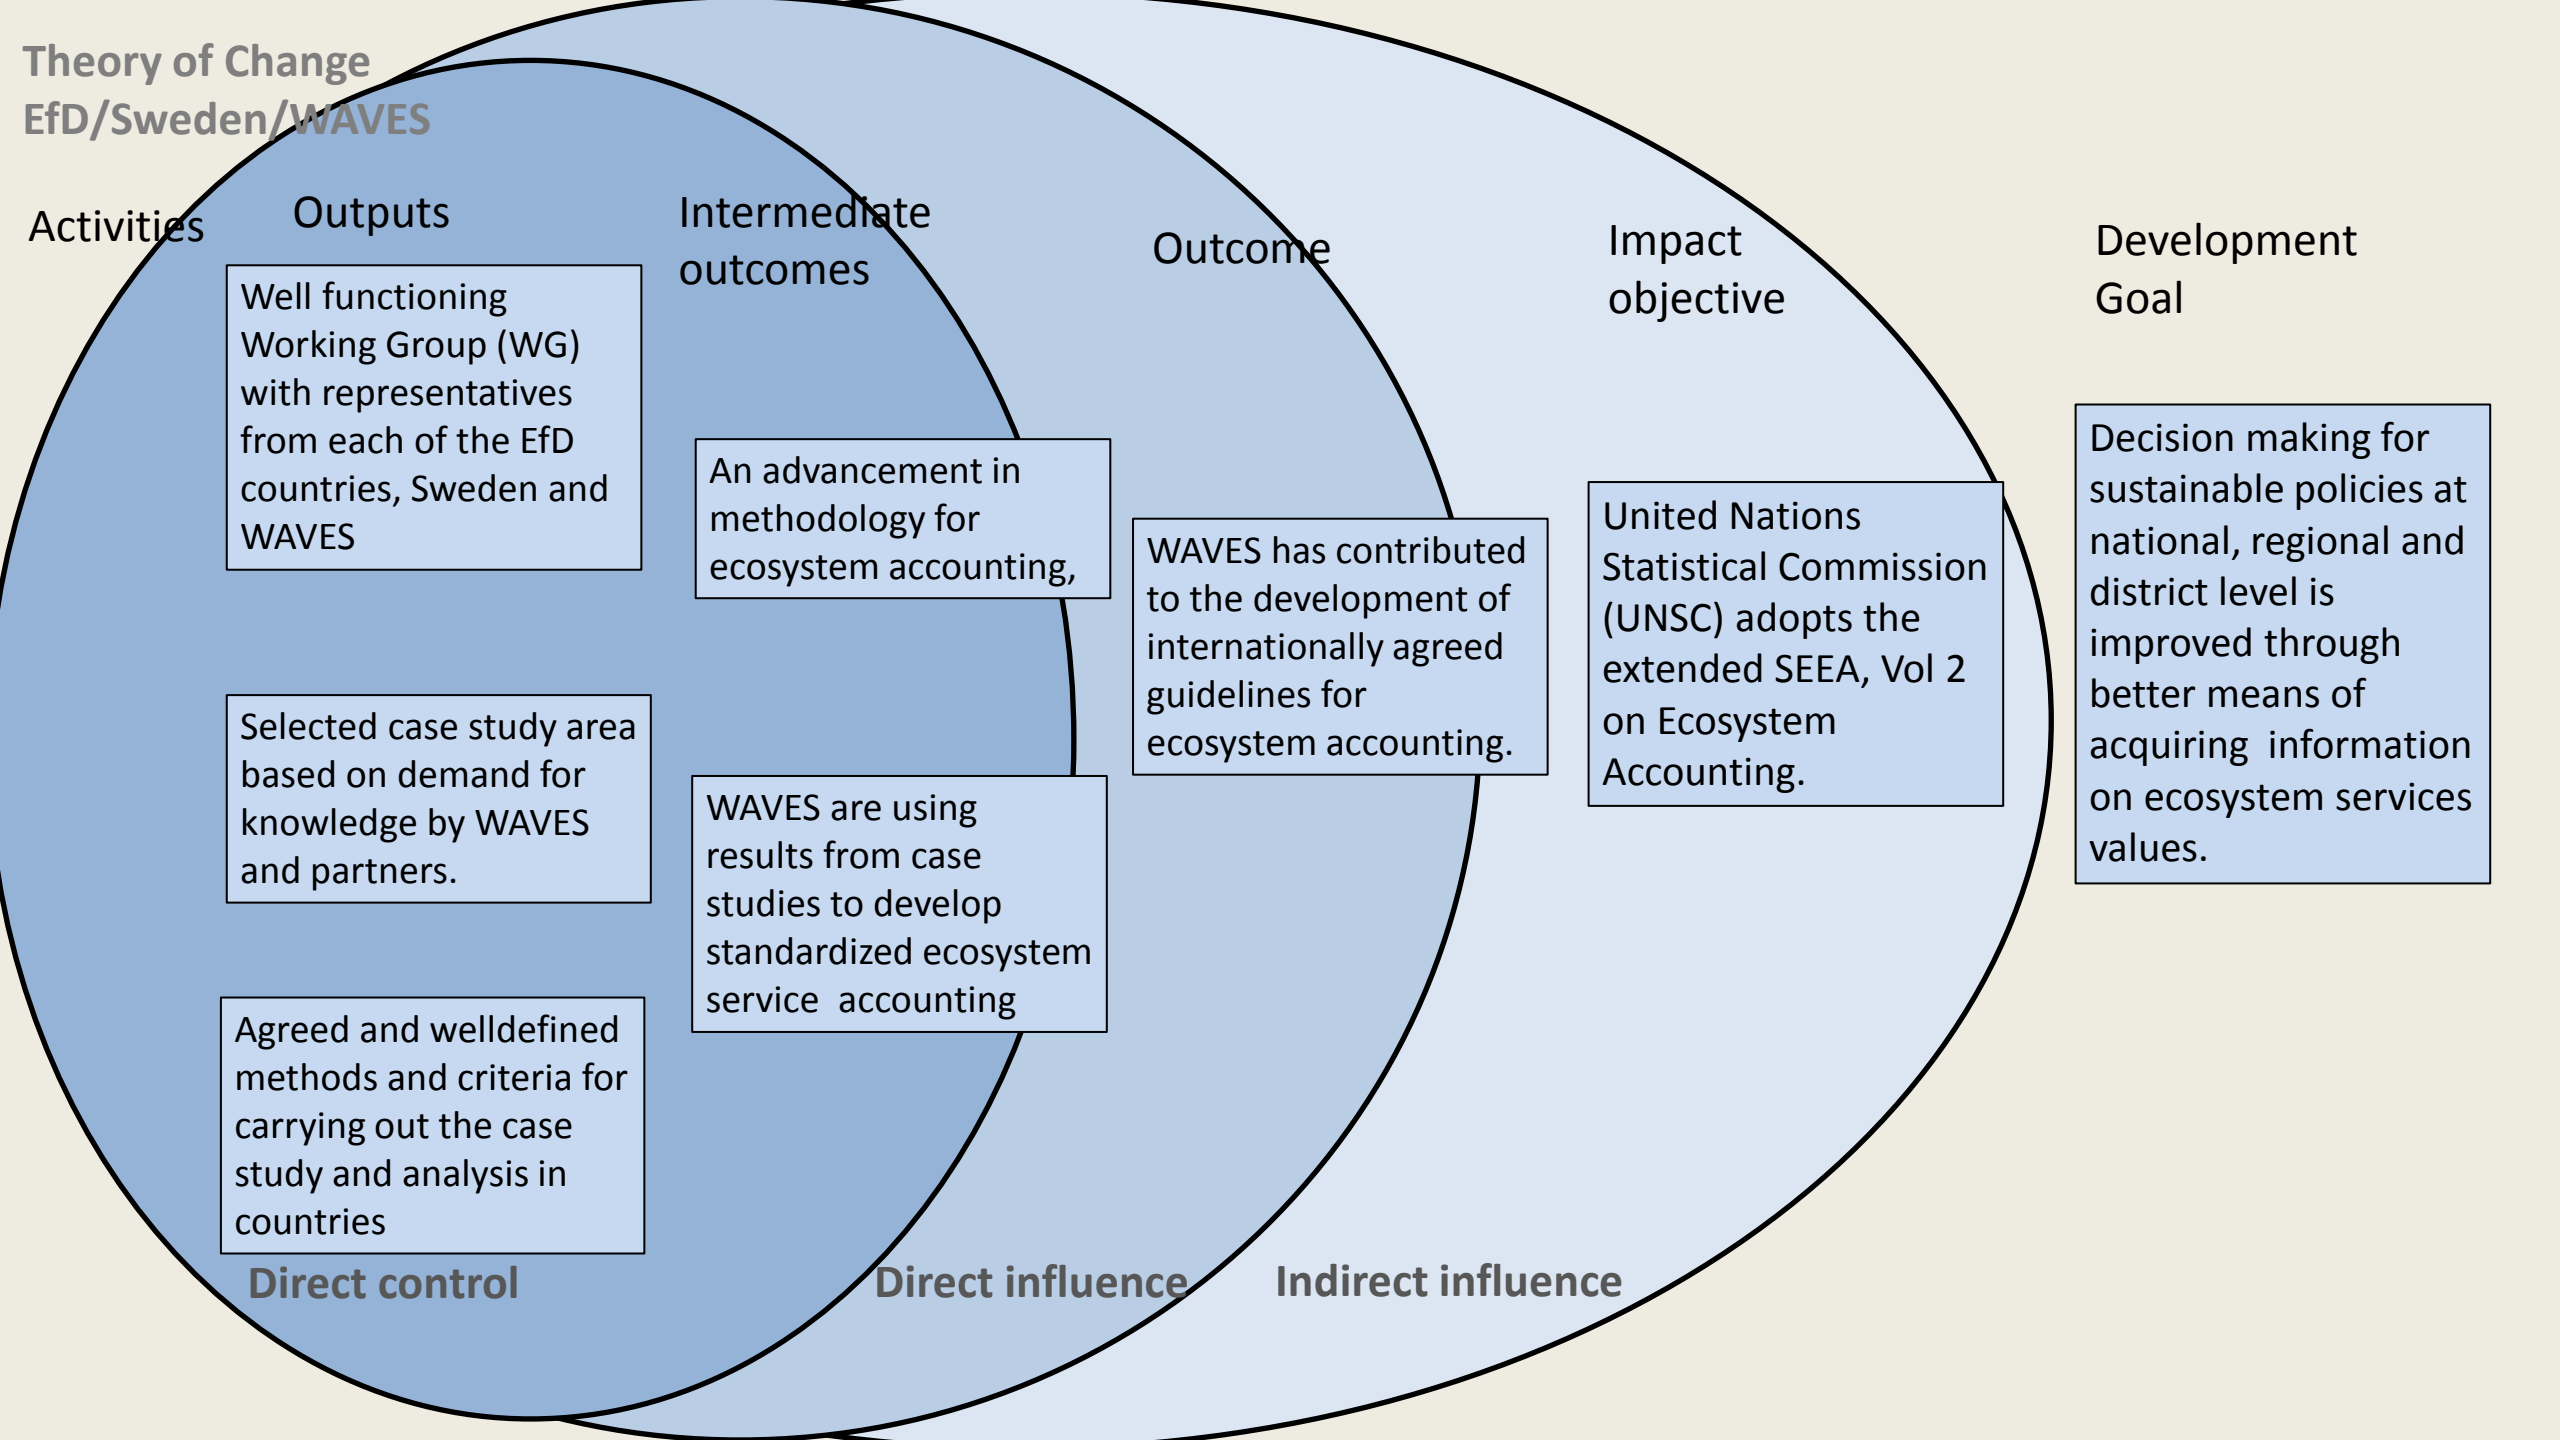 Theory of Change
EfD/Sweden/WAVES
Activities
Outputs
Well functioning
Working Group (WG)
with representatives
from each of the EfD
countries, Sweden and
WAVES
Selected case study area
based on demand for
knowledge by WAVES
and partners.
Agreed and welldefined
methods and criteria for
carrying out the case
study and analysis in
countries
Direct control
Intermediate
outcomes
An advancement in
methodology for
ecosystem accounting,
WAVES are using
results from case
studies to develop
standardized ecosystem
service  accounting
Direct influence
Outcome
WAVES has contributed
to the development of
internationally agreed
guidelines for
ecosystem accounting.
Indirect influence
Impact
objective
United Nations
Statistical Commission
(UNSC) adopts the
extended SEEA, Vol 2
on Ecosystem
Accounting.
Development
Goal
Decision making for
sustainable policies at
national, regional and
district level is
improved through
better means of
acquiring  information
on ecosystem services
values.